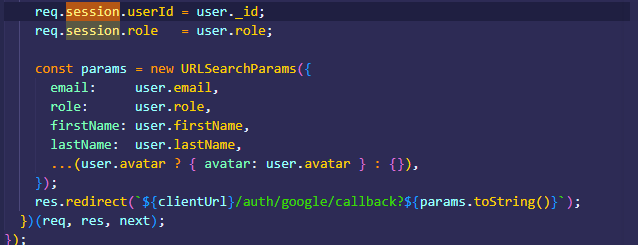 req.session.userId = user._id;
req.session.role   = user.role;
const params = new URLSearchParams({
email:     user.email,
role:      user.role,
firstName: user.firstName,
lastName:  user.lastName,
...(user.avatar ? { avatar: user.avatar } : {}),
});
res.redirect(`${clientUrl}/auth/google/callback?${params.toString()}`);
})(req, res, next);
});